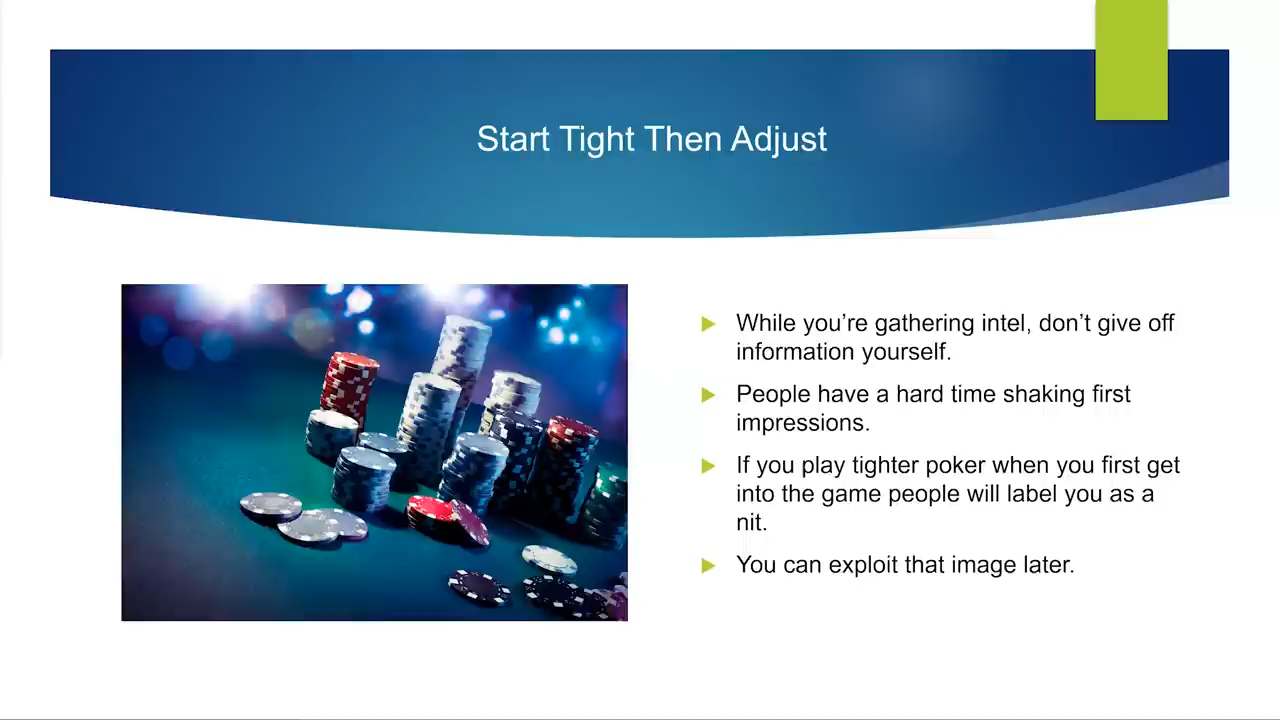 Start Tight Then Adjust
While you’re gathering intel, don’t give off
information yourself.
People have a hard time shaking first
impressions.
If you play tighter poker when you first get
into the game people will label you as a
nit.
You can exploit that image later.